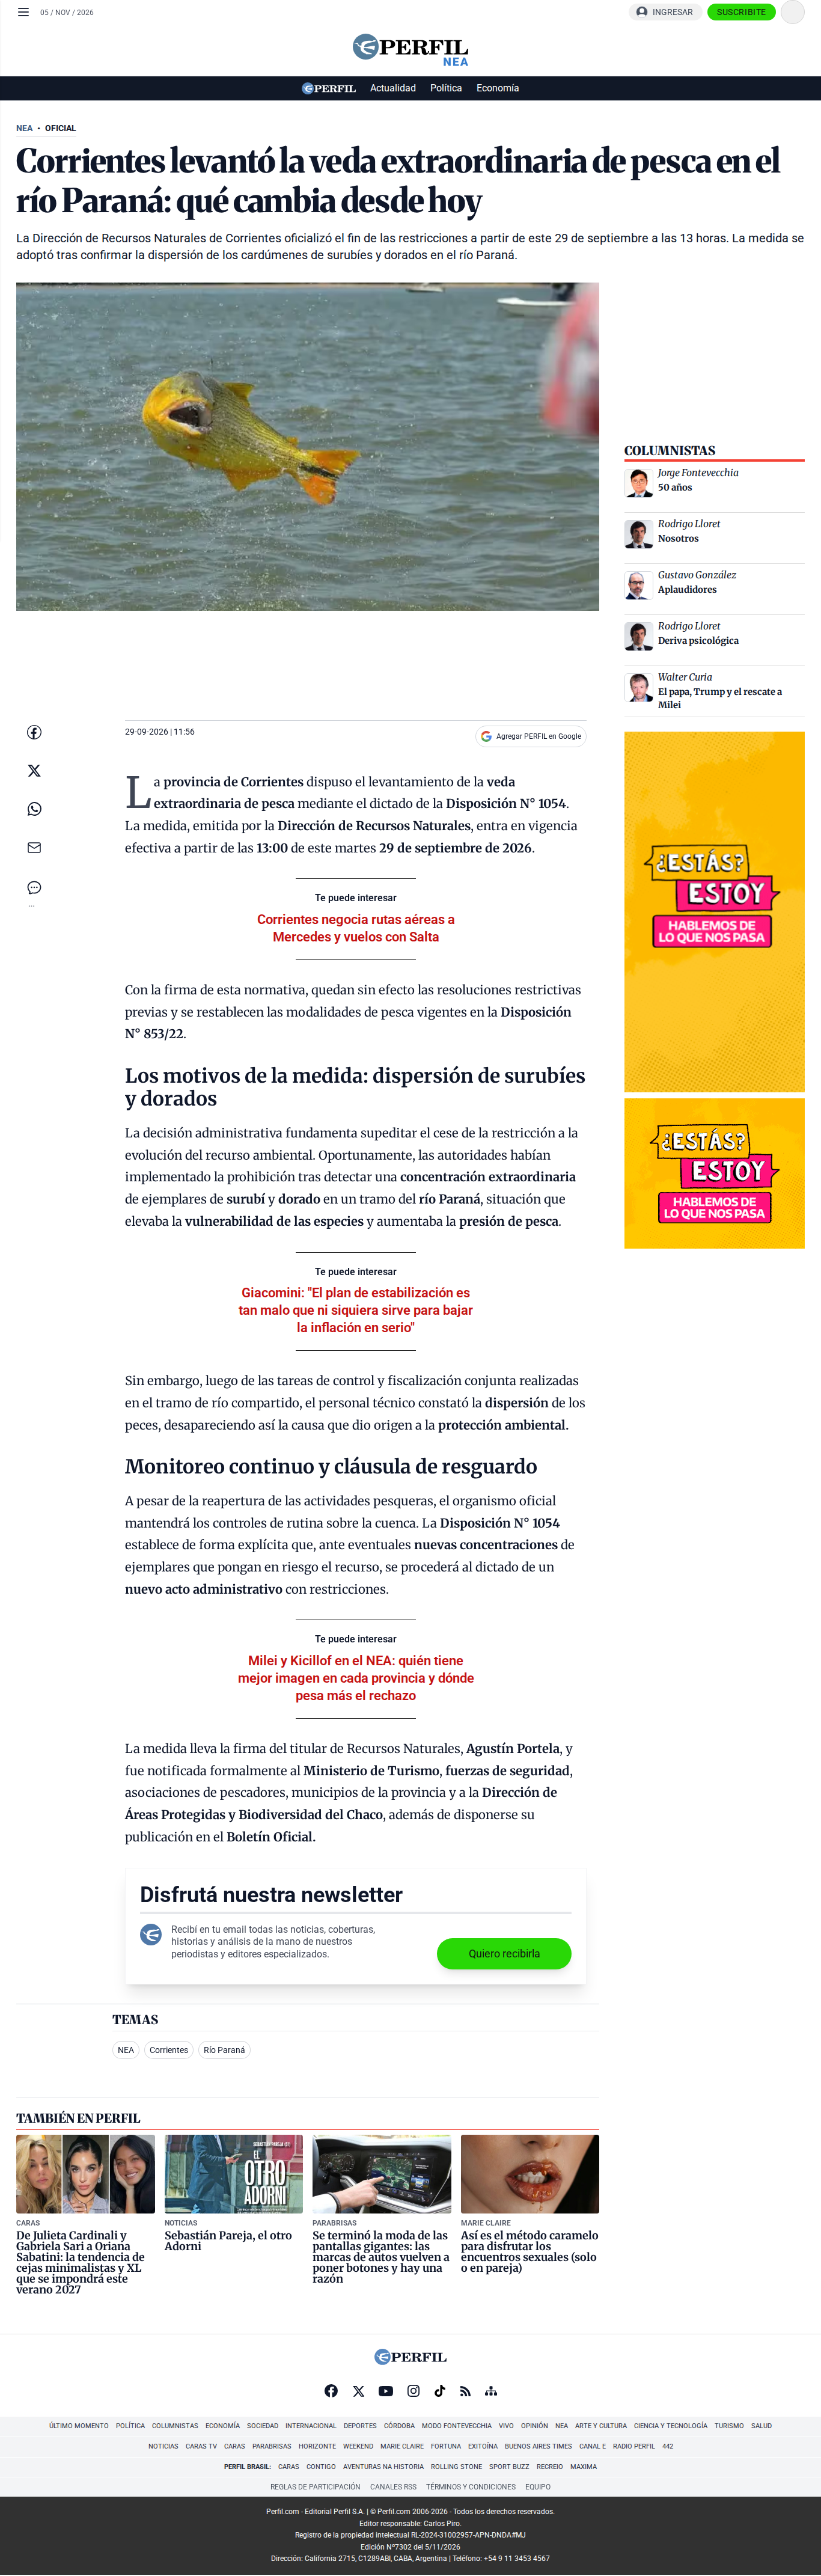 05 / NOV / 2026
INGRESAR
SUSCRIBITE
PERFIL
NEA
PERFIL
Actualidad
Política
Economía
NEA • OFICIAL
Corrientes levantó la veda extraordinaria de pesca en el
río Paraná: qué cambia desde hoy
La Dirección de Recursos Naturales de Corrientes oficializó el fin de las restricciones a partir de este 29 de septiembre a las 13 horas. La medida se
adoptó tras confirmar la dispersión de los cardúmenes de surubíes y dorados en el río Paraná.
29-09-2026 | 11:56
Agregar PERFIL en Google
La provincia de Corrientes dispuso el levantamiento de la veda
extraordinaria de pesca mediante el dictado de la Disposición N° 1054.
La medida, emitida por la Dirección de Recursos Naturales, entra en vigencia
efectiva a partir de las 13:00 de este martes 29 de septiembre de 2026.
Te puede interesar
Corrientes negocia rutas aéreas a
Mercedes y vuelos con Salta
Con la firma de esta normativa, quedan sin efecto las resoluciones restrictivas
previas y se restablecen las modalidades de pesca vigentes en la Disposición
N° 853/22.
Los motivos de la medida: dispersión de surubíes
y dorados
La decisión administrativa fundamenta supeditar el cese de la restricción a la
evolución del recurso ambiental. Oportunamente, las autoridades habían
implementado la prohibición tras detectar una concentración extraordinaria
de ejemplares de surubí y dorado en un tramo del río Paraná, situación que
elevaba la vulnerabilidad de las especies y aumentaba la presión de pesca.
Te puede interesar
Giacomini: "El plan de estabilización es
tan malo que ni siquiera sirve para bajar
la inflación en serio"
Sin embargo, luego de las tareas de control y fiscalización conjunta realizadas
en el tramo de río compartido, el personal técnico constató la dispersión de los
peces, desapareciendo así la causa que dio origen a la protección ambiental.
Monitoreo continuo y cláusula de resguardo
A pesar de la reapertura de las actividades pesqueras, el organismo oficial
mantendrá los controles de rutina sobre la cuenca. La Disposición N° 1054
establece de forma explícita que, ante eventuales nuevas concentraciones de
ejemplares que pongan en riesgo el recurso, se procederá al dictado de un
nuevo acto administrativo con restricciones.
Te puede interesar
Milei y Kicillof en el NEA: quién tiene
mejor imagen en cada provincia y dónde
pesa más el rechazo
La medida lleva la firma del titular de Recursos Naturales, Agustín Portela, y
fue notificada formalmente al Ministerio de Turismo, fuerzas de seguridad,
asociaciones de pescadores, municipios de la provincia y a la Dirección de
Áreas Protegidas y Biodiversidad del Chaco, además de disponerse su
publicación en el Boletín Oficial.
Disfrutá nuestra newsletter
Recibí en tu email todas las noticias, coberturas,
historias y análisis de la mano de nuestros
periodistas y editores especializados.
Quiero recibirla
TEMAS
NEA
Corrientes
Río Paraná
COLUMNISTAS
Jorge Fontevecchia
50 años
Rodrigo Lloret
Nosotros
Gustavo González
Aplaudidores
Rodrigo Lloret
Deriva psicológica
Walter Curia
El papa, Trump y el rescate a
Milei
¿ESTÁS?
ESTOY
HABLEMOS DE
LO QUE NOS PASA
¿ESTÁS?
ESTOY
HABLEMOS DE
LO QUE NOS PASA
TAMBIÉN EN PERFIL
EL
OTRO
ADORNI
CARAS
De Julieta Cardinali y
Gabriela Sari a Oriana
Sabatini: la tendencia de
cejas minimalistas y XL
que se impondrá este
verano 2027
NOTICIAS
Sebastián Pareja, el otro
Adorni
PARABRISAS
Se terminó la moda de las
pantallas gigantes: las
marcas de autos vuelven a
poner botones y hay una
razón
MARIE CLAIRE
Así es el método caramelo
para disfrutar los
encuentros sexuales (solo
o en pareja)
PERFIL
ÚLTIMO MOMENTO POLÍTICA COLUMNISTAS ECONOMÍA SOCIEDAD INTERNACIONAL DEPORTES CÓRDOBA MODO FONTEVECCHIA VIVO OPINIÓN NEA ARTE Y CULTURA CIENCIA Y TECNOLOGÍA TURISMO SALUD
NOTICIAS CARAS TV CARAS PARABRISAS HORIZONTE WEEKEND MARIE CLAIRE FORTUNA EXITOÍNA BUENOS AIRES TIMES CANAL E RADIO PERFIL 442
PERFIL BRASIL: CARAS CONTIGO AVENTURAS NA HISTORIA ROLLING STONE SPORT BUZZ RECREIO MAXIMA
REGLAS DE PARTICIPACIÓN CANALES RSS TÉRMINOS Y CONDICIONES EQUIPO
Perfil.com - Editorial Perfil S.A. | © Perfil.com 2006-2026 - Todos los derechos reservados.
Editor responsable: Carlos Piro.
Registro de la propiedad intelectual RL-2024-31002957-APN-DNDA#MJ
Edición Nº7302 del 5/11/2026
Dirección: California 2715, C1289ABI, CABA, Argentina | Teléfono: +54 9 11 3453 4567